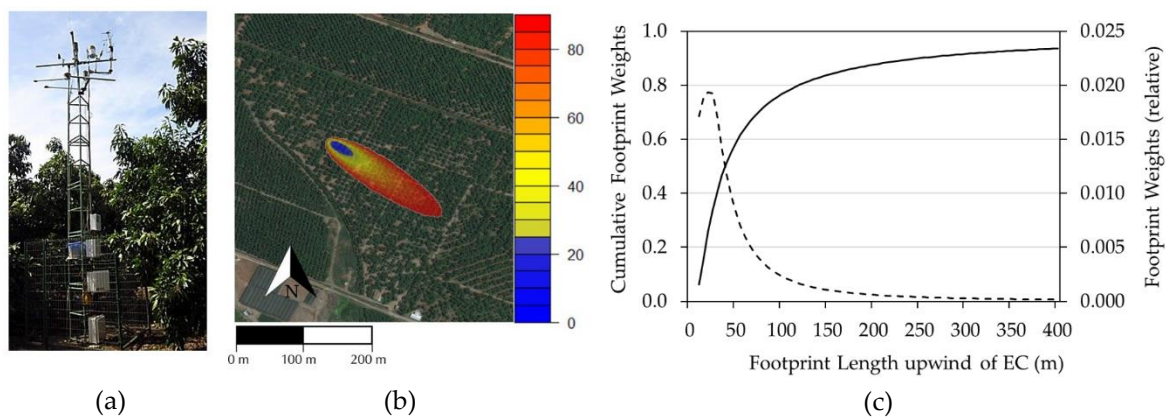 80
60
40
20
0
N
0 m 100 m 200 m
Cumulative Footprint Weights
1.0
0.8
0.6
0.4
0.2
0.0
0 50 100 150 200 250 300 350 400
Footprint Length upwind of EC (m)
0.025
0.020
0.015
0.010
0.005
0.000
Footprint Weights (relative)
(a) (b) (c)